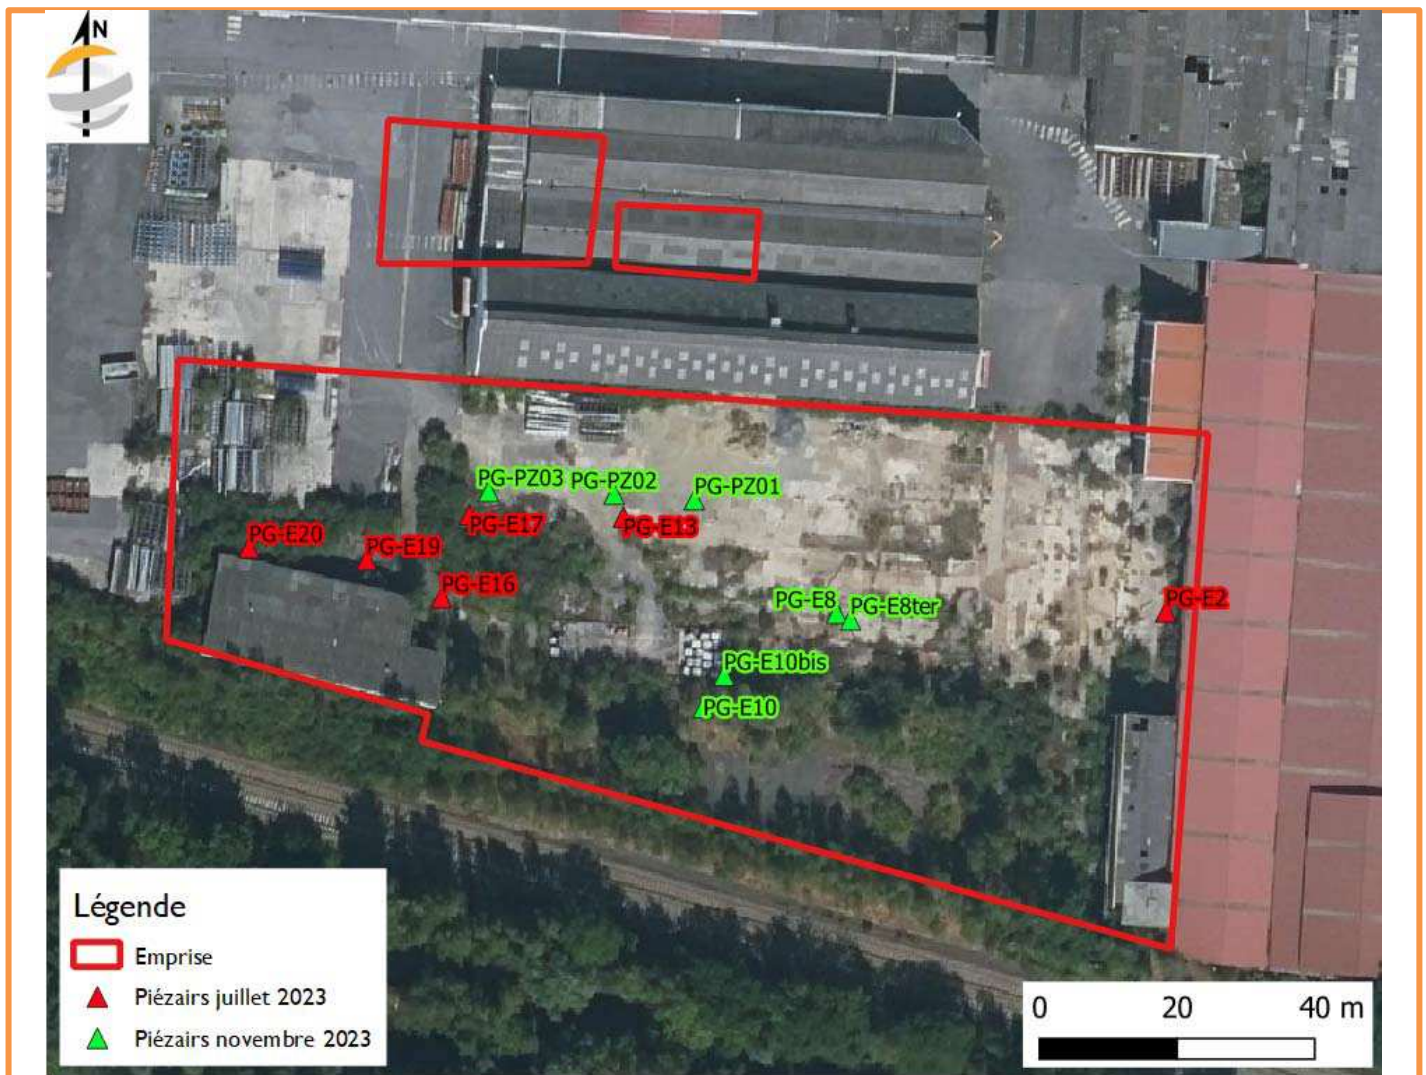 N
PG-PZ03
PG-PZ02
PG-PZ01
PG-E17
PG-E13
PG-E20
PG-E19
PG-E16
PG-E8
PG-E8ter
PG-E2
PG-E10bis
PG-E10
Légende
Emprise
Piézairs juillet 2023
Piézairs novembre 2023
0 20 40 m